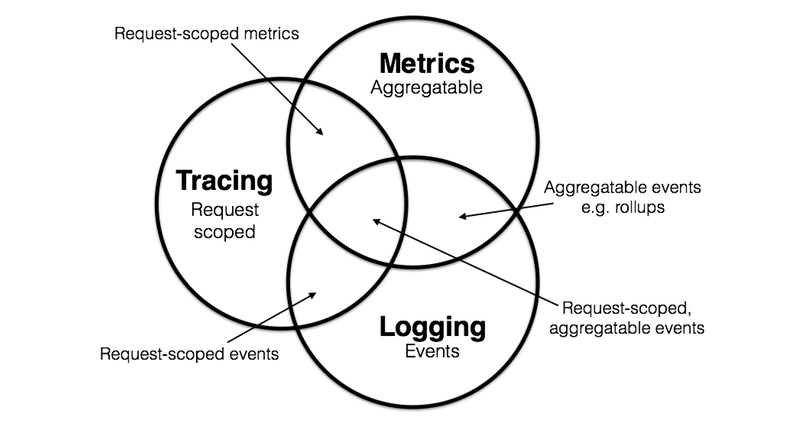 Request-scoped metrics
Metrics
Aggregatable
Tracing
Request
scoped
Aggregatable events
e.g. rollups
Request-scoped,
aggregatable events
Logging
Events
Request-scoped events